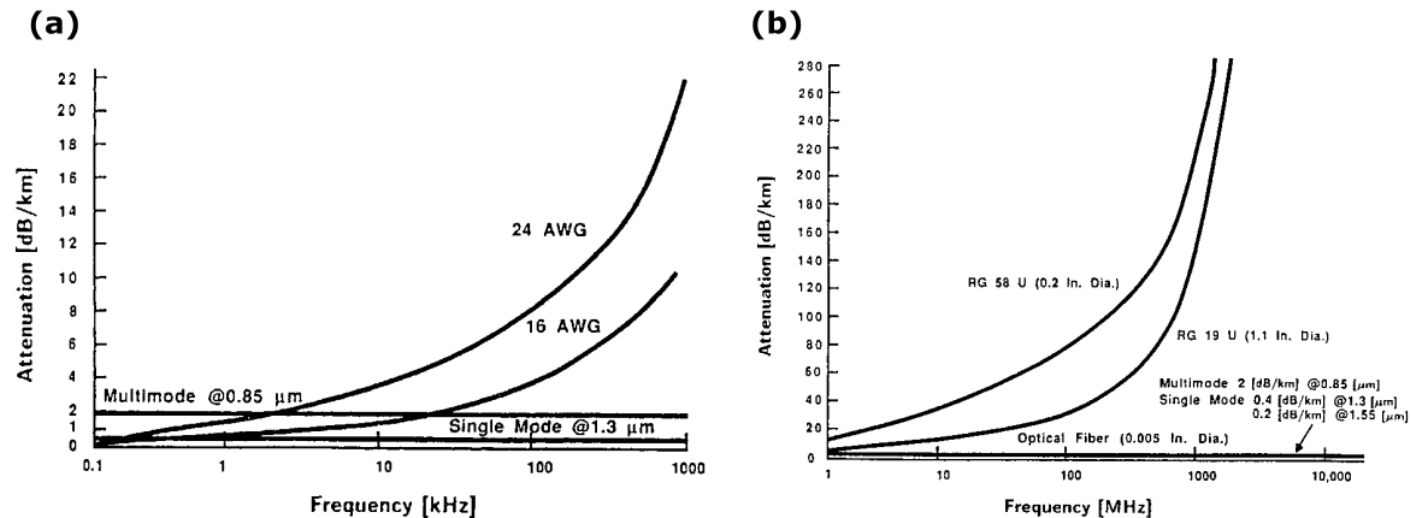 (a)
22
20
18
16
14
12
10
8
6
4
2
1
0
Attenuation [dB/km]
24 AWG
16 AWG
Multimode @0.85 μm
Single Mode @1.3 μm
0.1
1
10
100
1000
Frequency [kHz]
(b)
280
260
240
220
200
180
160
140
120
100
80
60
40
20
0
Attenuation [dB/km]
RG 58 U (0.2 In. Dia.)
RG 19 U (1.1 In. Dia.)
Multimode 2 [dB/km] @0.85 [μm]
Single Mode 0.4 [dB/km] @1.3 [μm]
0.2 [dB/km] @1.55 [μm]
Optical Fiber (0.005 In. Dia.)
1
10
100
1000
10,000
Frequency [MHz]